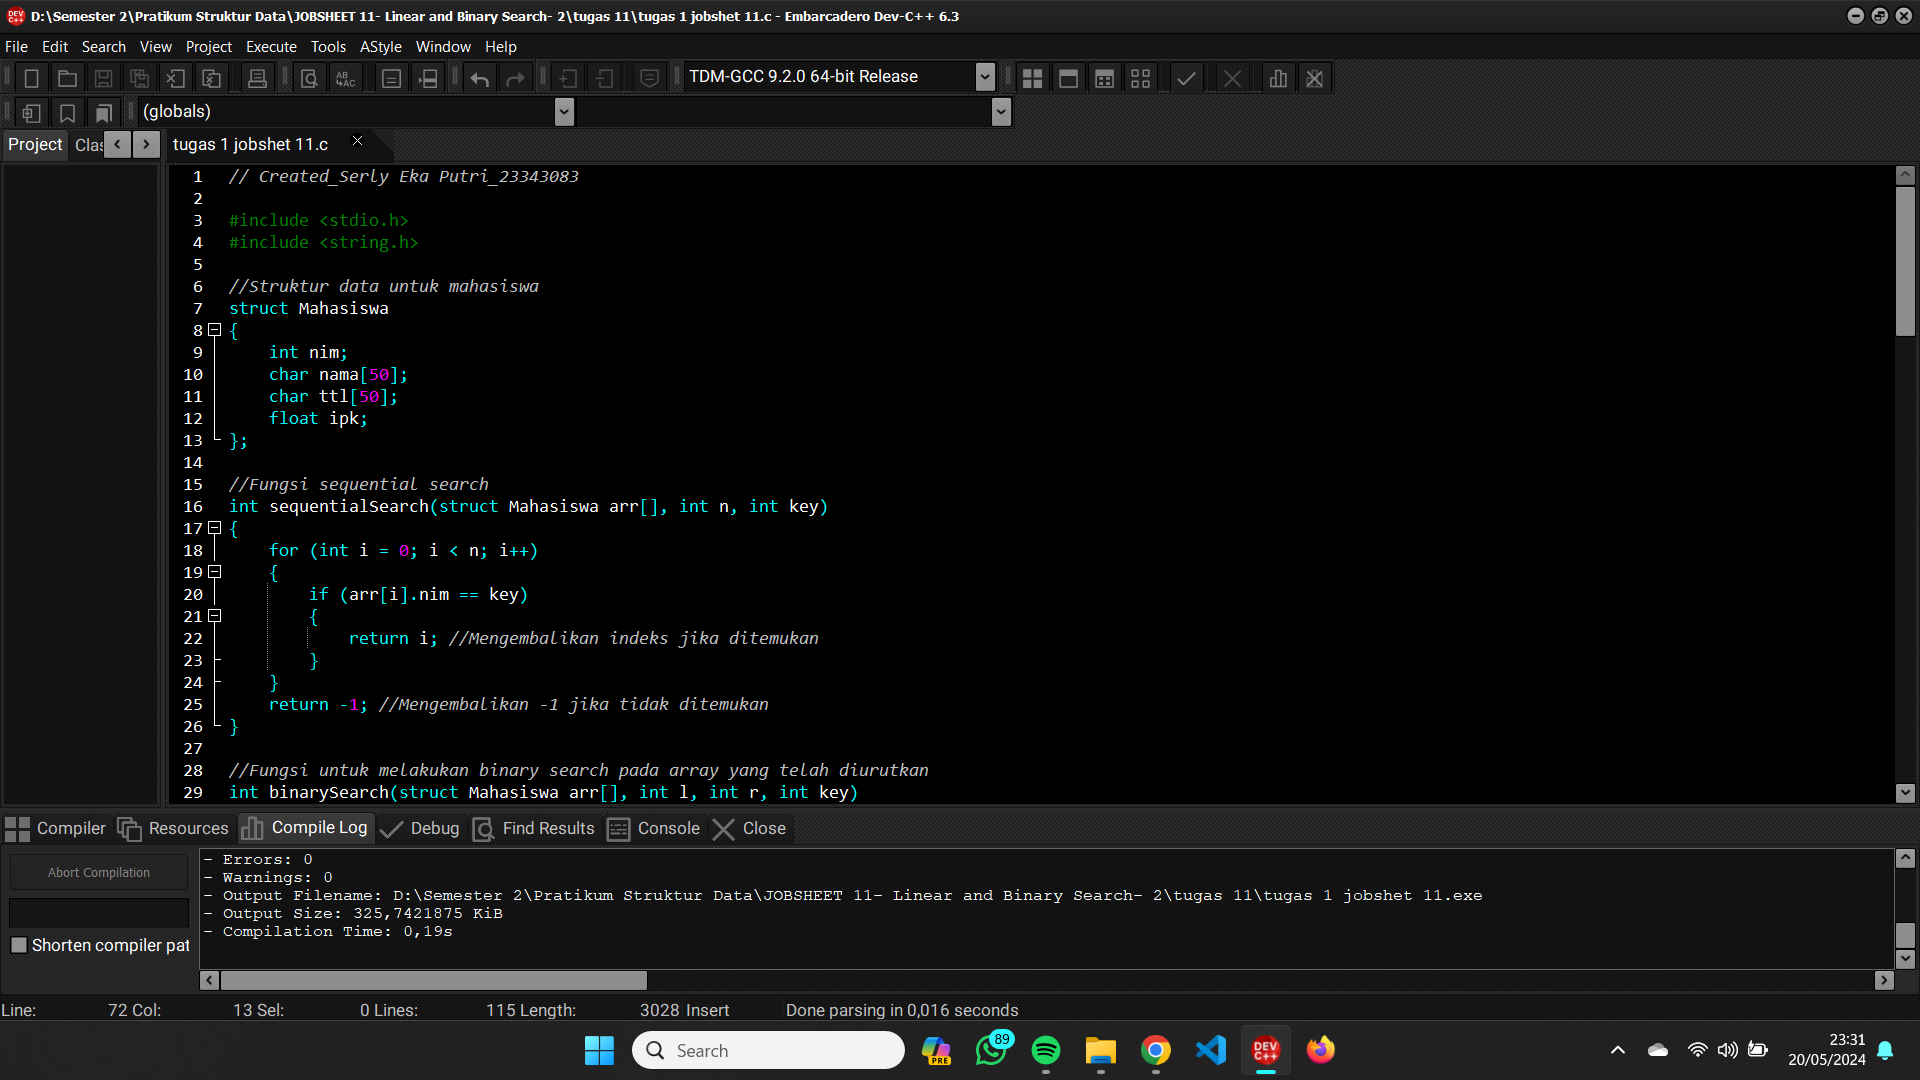 D:\Semester 2\Pratikum Struktur Data\JOBSHEET 11- Linear and Binary Search- 2\tugas 11\tugas 1 jobshet 11.c - Embarcadero Dev-C++ 6.3
File Edit Search View Project Execute Tools AStyle Window Help
TDM-GCC 9.2.0 64-bit Release
(globals)
Project Clas tugas 1 jobshet 11.c
1 // Created_Serly Eka Putri_23343083
2
3 #include <stdio.h>
4 #include <string.h>
5
6 //Struktur data untuk mahasiswa
7 struct Mahasiswa
8 {
9 int nim;
10 char nama[50];
11 char ttl[50];
12 float ipk;
13 };
14
15 //Fungsi sequential search
16 int sequentialSearch(struct Mahasiswa arr[], int n, int key)
17 {
18 for (int i = 0; i < n; i++)
19 {
20 if (arr[i].nim == key)
21 {
22 return i; //Mengembalikan indeks jika ditemukan
23 }
24 }
25 return -1; //Mengembalikan -1 jika tidak ditemukan
26 }
27
28 //Fungsi untuk melakukan binary search pada array yang telah diurutkan
29 int binarySearch(struct Mahasiswa arr[], int l, int r, int key)
Compiler Resources Compile Log Debug Find Results Console Close
Abort Compilation
Shorten compiler pat
- Errors: 0
- Warnings: 0
- Output Filename: D:\Semester 2\Pratikum Struktur Data\JOBSHEET 11- Linear and Binary Search- 2\tugas 11\tugas 1 jobshet 11.exe
- Output Size: 325,7421875 KiB
- Compilation Time: 0,19s
Line: 72 Col: 13 Sel: 0 Lines: 115 Length: 3028 Insert Done parsing in 0,016 seconds
Search
PRE
89
DEV C++
23:31
20/05/2024